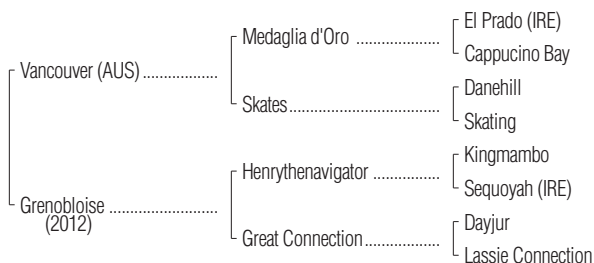 El Prado (IRE)
Medaglia d'Oro ....................
Cappucino Bay
Vancouver (AUS) ..................
Danehill
Skates....................................
Skating
Kingmambo
Henrythenavigator ................
Sequoyah (IRE)
Grenobloise ..........................
(2012)
Dayjur
Great Connection..................
Lassie Connection